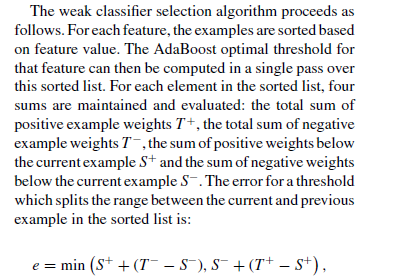 The weak classifier selection algorithm proceeds as
follows. For each feature, the examples are sorted based
on feature value. The AdaBoost optimal threshold for
that feature can then be computed in a single pass over
this sorted list. For each element in the sorted list, four
sums are maintained and evaluated: the total sum of
positive example weights T⁺, the total sum of negative
example weights T⁻, the sum of positive weights below
the current example S⁺ and the sum of negative weights
below the current example S⁻. The error for a threshold
which splits the range between the current and previous
example in the sorted list is:
e = min (S⁺ + (T⁻ − S⁻), S⁻ + (T⁺ − S⁺),